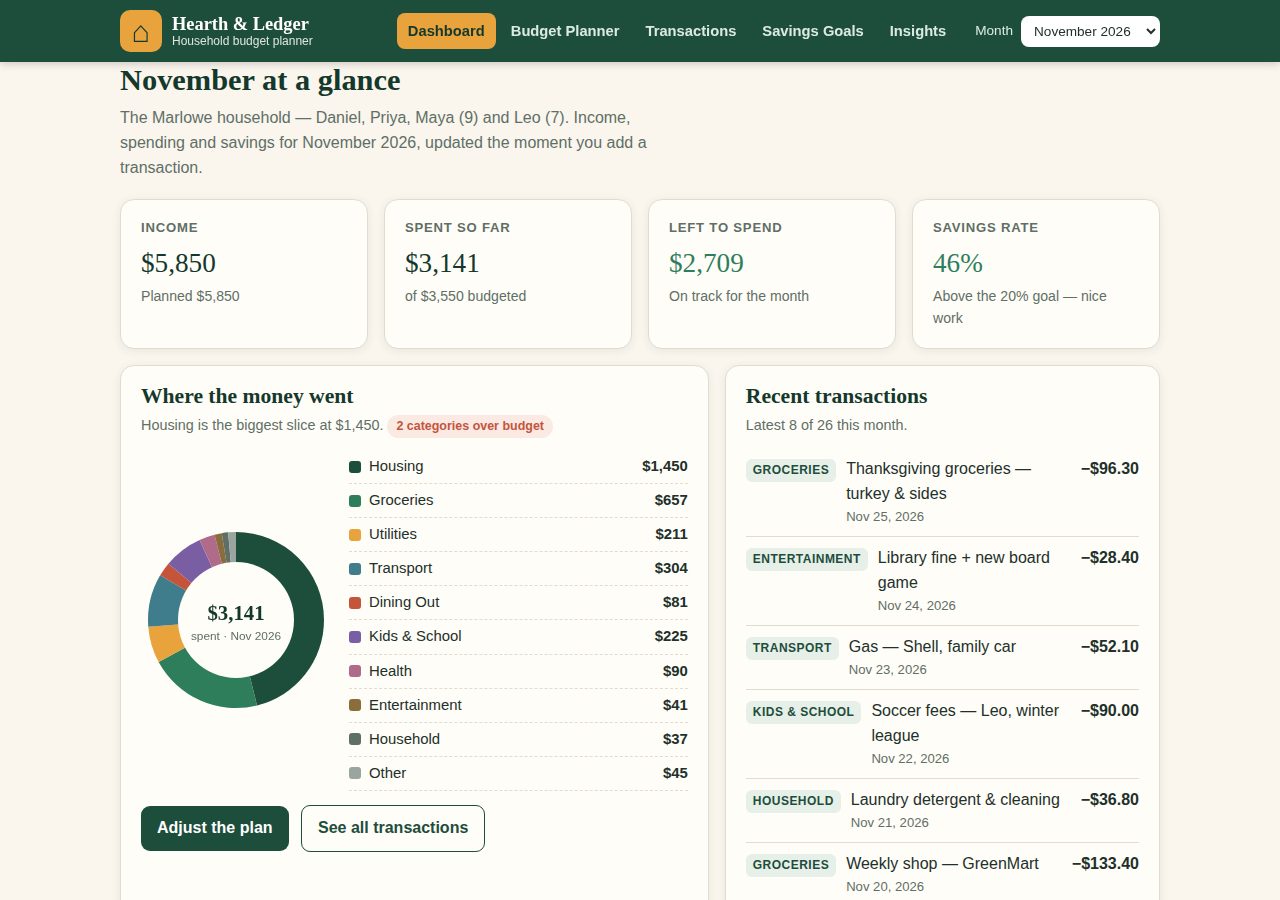 Hearth & Ledger
Household budget planner
Dashboard
Budget Planner
Transactions
Savings Goals
Insights
Month
November 2026
November at a glance
The Marlowe household — Daniel, Priya, Maya (9) and Leo (7). Income,
spending and savings for November 2026, updated the moment you add a
transaction.
INCOME
$5,850
Planned $5,850
SPENT SO FAR
$3,141
of $3,550 budgeted
LEFT TO SPEND
$2,709
On track for the month
SAVINGS RATE
46%
Above the 20% goal — nice
work
Where the money went
Housing is the biggest slice at $1,450. 2 categories over budget
$3,141
spent · Nov 2026
Housing $1,450
Groceries $657
Utilities $211
Transport $304
Dining Out $81
Kids & School $225
Health $90
Entertainment $41
Household $37
Other $45
Adjust the plan
See all transactions
Recent transactions
Latest 8 of 26 this month.
GROCERIES Thanksgiving groceries — −$96.30
turkey & sides
Nov 25, 2026
ENTERTAINMENT Library fine + new board −$28.40
game
Nov 24, 2026
TRANSPORT Gas — Shell, family car −$52.10
Nov 23, 2026
KIDS & SCHOOL Soccer fees — Leo, winter −$90.00
league
Nov 22, 2026
HOUSEHOLD Laundry detergent & cleaning −$36.80
Nov 21, 2026
GROCERIES Weekly shop — GreenMart −$133.40
Nov 20, 2026